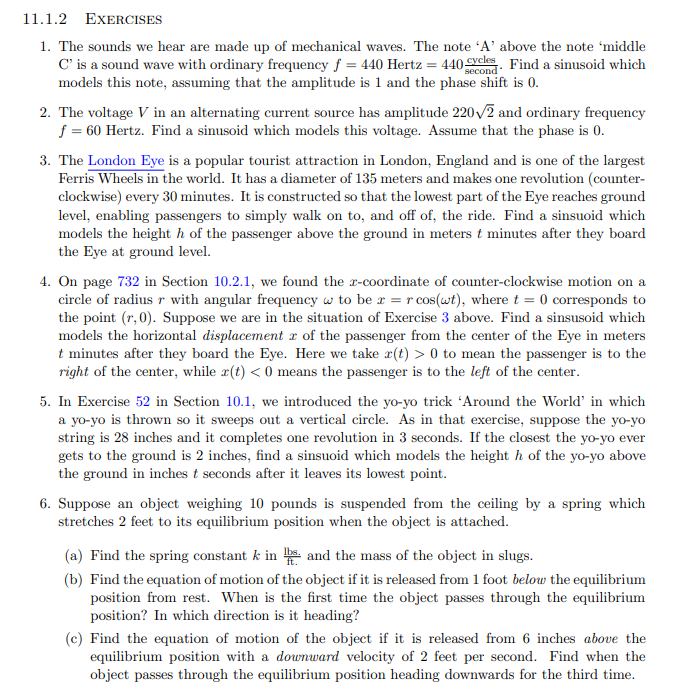 11.1.2 EXERCISES
1. The sounds we hear are made up of mechanical waves. The note ‘A’ above the note ‘middle
C’ is a sound wave with ordinary frequency f = 440 Hertz = 440 cycles/second. Find a sinusoid which
models this note, assuming that the amplitude is 1 and the phase shift is 0.
2. The voltage V in an alternating current source has amplitude 220√2 and ordinary frequency
f = 60 Hertz. Find a sinusoid which models this voltage. Assume that the phase is 0.
3. The London Eye is a popular tourist attraction in London, England and is one of the largest
Ferris Wheels in the world. It has a diameter of 135 meters and makes one revolution (counter-
clockwise) every 30 minutes. It is constructed so that the lowest part of the Eye reaches ground
level, enabling passengers to simply walk on to, and off of, the ride. Find a sinsuoid which
models the height h of the passenger above the ground in meters t minutes after they board
the Eye at ground level.
4. On page 732 in Section 10.2.1, we found the x-coordinate of counter-clockwise motion on a
circle of radius r with angular frequency ω to be x = r cos(ωt), where t = 0 corresponds to
the point (r, 0). Suppose we are in the situation of Exercise 3 above. Find a sinsusoid which
models the horizontal displacement x of the passenger from the center of the Eye in meters
t minutes after they board the Eye. Here we take x(t) > 0 to mean the passenger is to the
right of the center, while x(t) < 0 means the passenger is to the left of the center.
5. In Exercise 52 in Section 10.1, we introduced the yo-yo trick ‘Around the World’ in which
a yo-yo is thrown so it sweeps out a vertical circle. As in that exercise, suppose the yo-yo
string is 28 inches and it completes one revolution in 3 seconds. If the closest the yo-yo ever
gets to the ground is 2 inches, find a sinsuoid which models the height h of the yo-yo above
the ground in inches t seconds after it leaves its lowest point.
6. Suppose an object weighing 10 pounds is suspended from the ceiling by a spring which
stretches 2 feet to its equilibrium position when the object is attached.
(a) Find the spring constant k in lbs./ft. and the mass of the object in slugs.
(b) Find the equation of motion of the object if it is released from 1 foot below the equilibrium
position from rest. When is the first time the object passes through the equilibrium
position? In which direction is it heading?
(c) Find the equation of motion of the object if it is released from 6 inches above the
equilibrium position with a downward velocity of 2 feet per second. Find when the
object passes through the equilibrium position heading downwards for the third time.